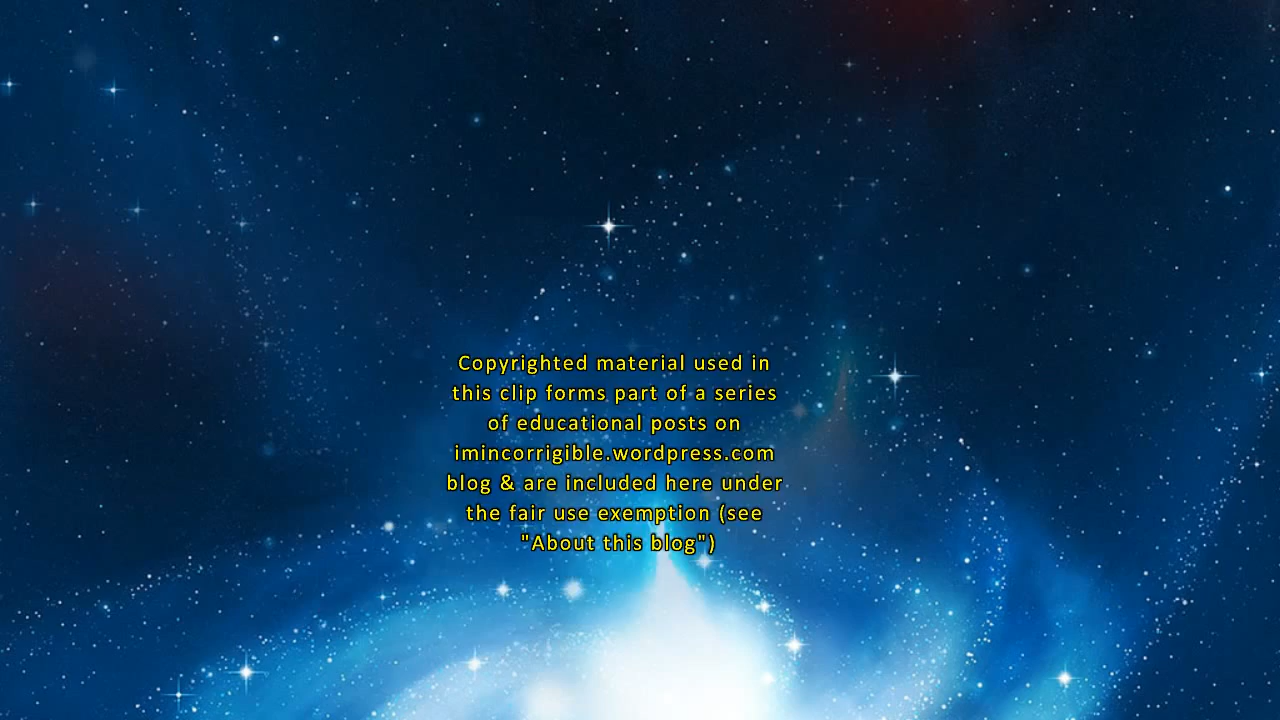 Copyrighted material used in
this clip forms part of a series
of educational posts on
imincorrigible.wordpress.com
blog & are included here under
the fair use exemption (see
"About this blog")